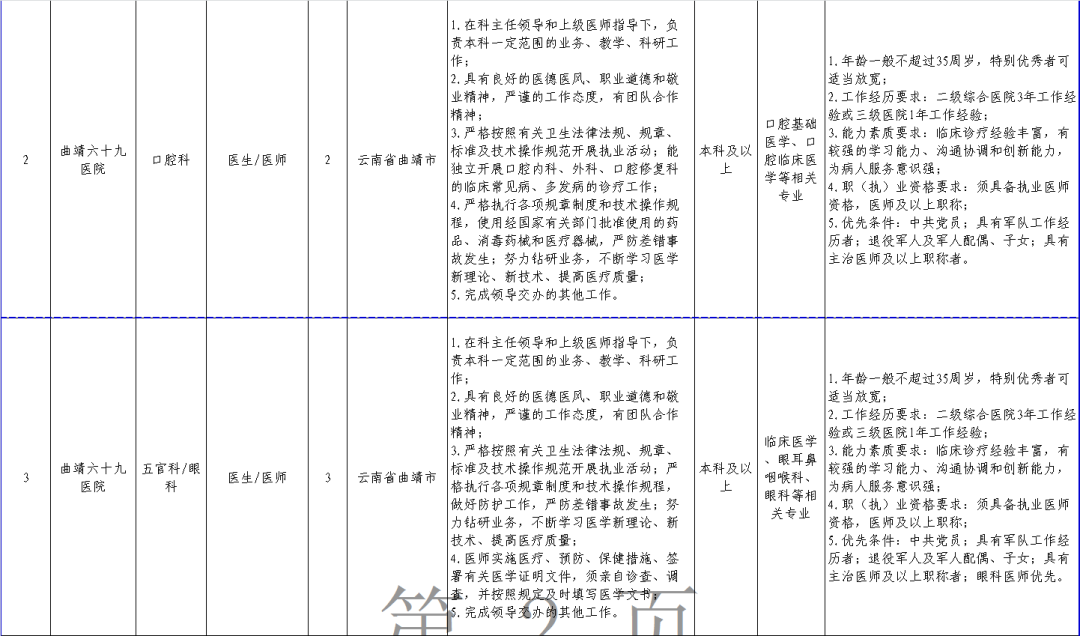 2
曲靖六十九
医院
口腔科
医生/医师
2
云南省曲靖市
1.在科主任领导和上级医师指导下，负
责本科一定范围的业务、教学、科研工
作；
2.具有良好的医德医风、职业道德和敬
业精神，严谨的工作态度，有团队合作
精神；
3.严格按照有关卫生法律法规、规章、
标准及技术操作规范开展执业活动；能
独立开展口腔内科、外科、口腔修复科
的临床常见病、多发病的诊疗工作；
4.严格执行各项规章制度和技术操作规
程，使用经国家有关部门批准使用的药
品、消毒药械和医疗器械，严防差错事
故发生；努力钻研业务，不断学习医学
新理论、新技术、提高医疗质量；
5.完成领导交办的其他工作。
本科及以
上
口腔基础
医学、口
腔临床医
学等相关
专业
1.年龄一般不超过35周岁，特别优秀者可
适当放宽；
2.工作经历要求：二级综合医院3年工作经
验或三级医院1年工作经验；
3.能力素质要求：临床诊疗经验丰富，有
较强的学习能力、沟通协调和创新能力，
为病人服务意识强；
4.职（执）业资格要求：须具备执业医师
资格，医师及以上职称；
5.优先条件：中共党员；具有军队工作经
历者；退役军人及军人配偶、子女；具有
主治医师及以上职称者。
3
曲靖六十九
医院
五官科/眼
科
医生/医师
3
云南省曲靖市
1.在科主任领导和上级医师指导下，负
责本科一定范围的业务、教学、科研工
作；
2.具有良好的医德医风、职业道德和敬
业精神，严谨的工作态度，有团队合作
精神；
3.严格按照有关卫生法律法规、规章、
标准及技术操作规范开展执业活动；严
格执行各项规章制度和技术操作规程，
做好防护工作，严防差错事故发生；努
力钻研业务，不断学习医学新理论、新
技术、提高医疗质量；
4.医师实施医疗、预防、保健措施、签
署有关医学证明文件，须亲自诊查、调
查，并按照规定及时填写医学文书；
5.完成领导交办的其他工作。
本科及以
上
临床医学
、眼耳鼻
咽喉科、
眼科等相
关专业
1.年龄一般不超过35周岁，特别优秀者可
适当放宽；
2.工作经历要求：二级综合医院3年工作经
验或三级医院1年工作经验；
3.能力素质要求：临床诊疗经验丰富，有
较强的学习能力、沟通协调和创新能力，
为病人服务意识强；
4.职（执）业资格要求：须具备执业医师
资格，医师及以上职称；
5.优先条件：中共党员；具有军队工作经
历者；退役军人及军人配偶、子女；具有
主治医师及以上职称者；眼科医师优先。
第 2 页